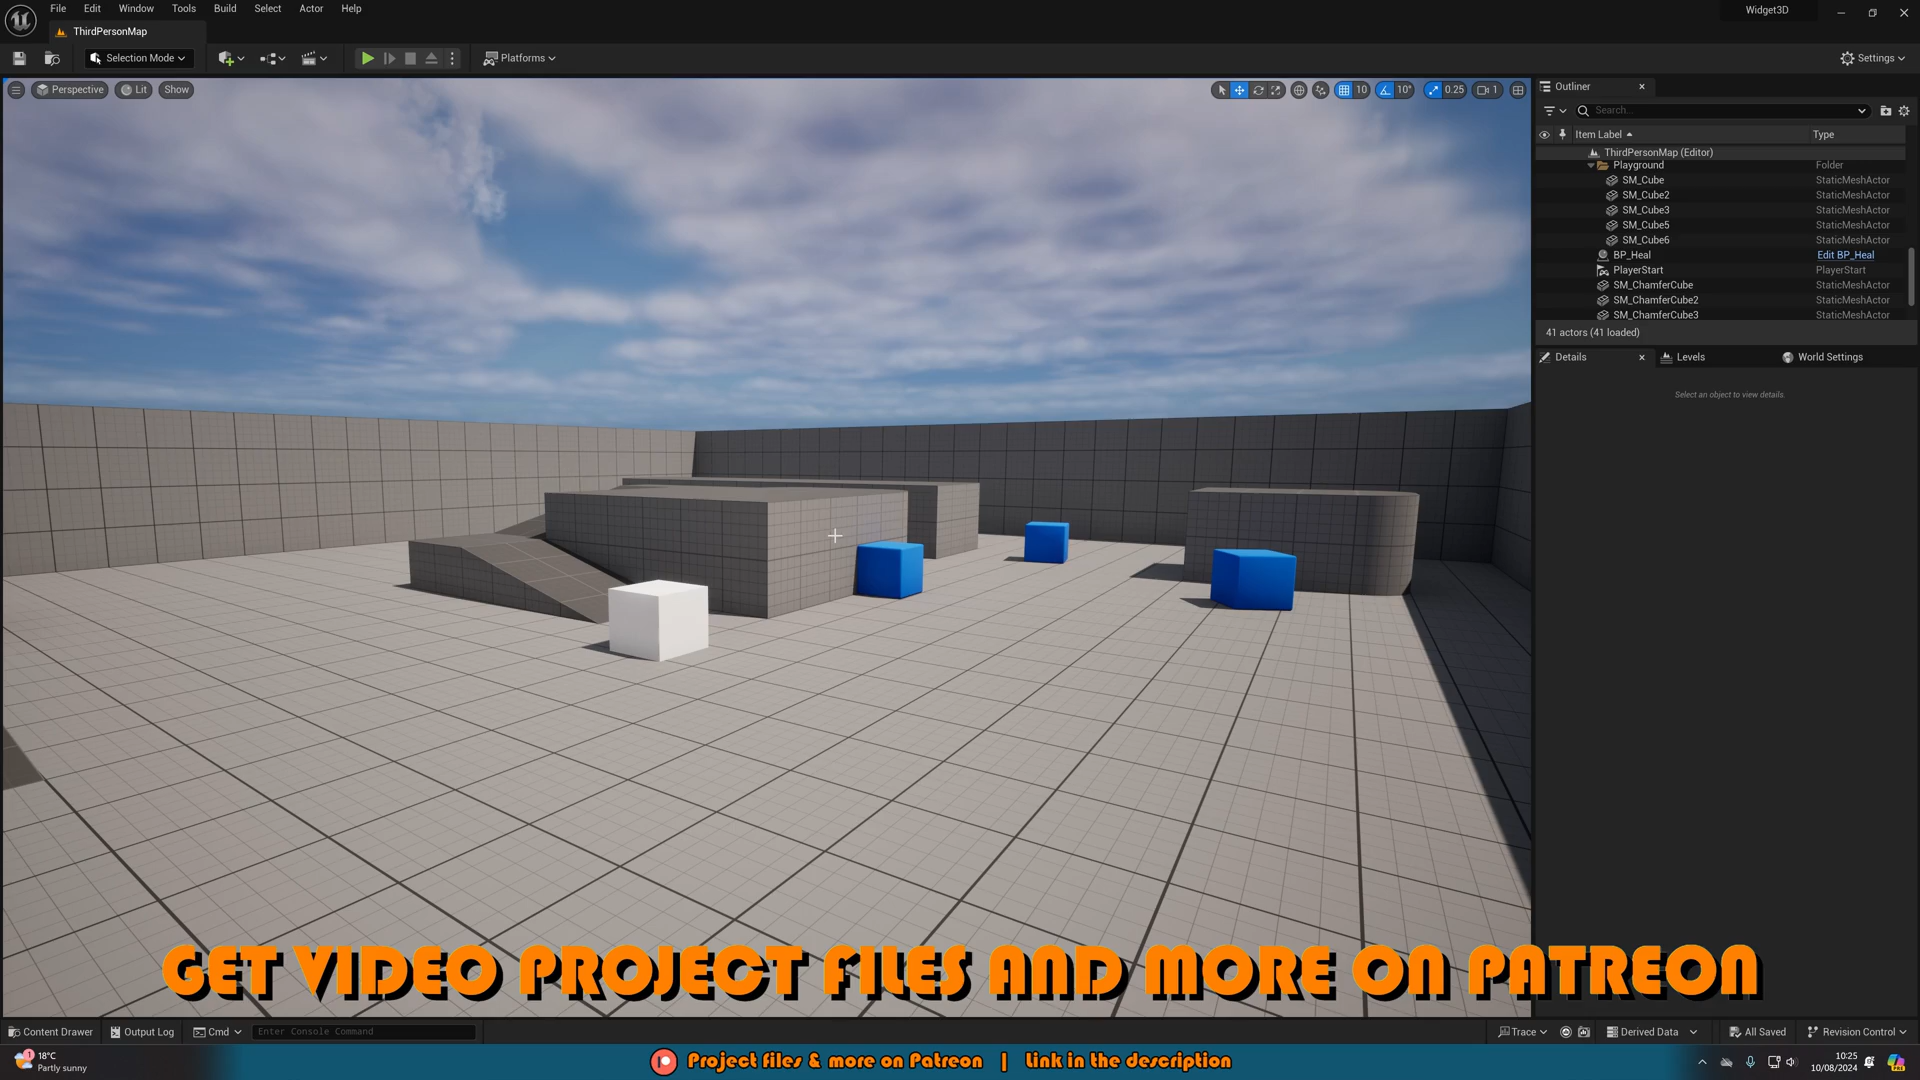 File Edit Window Tools Build Select Actor Help
Widget3D
ThirdPersonMap
Selection Mode
Platforms
Settings
Perspective Lit Show
10 10° 0.25 1
Outliner
Search...
Item Label Type
ThirdPersonMap (Editor)
Playground Folder
SM_Cube StaticMeshActor
SM_Cube2 StaticMeshActor
SM_Cube3 StaticMeshActor
SM_Cube5 StaticMeshActor
SM_Cube6 StaticMeshActor
BP_Heal Edit BP_Heal
PlayerStart PlayerStart
SM_ChamferCube StaticMeshActor
SM_ChamferCube2 StaticMeshActor
SM_ChamferCube3 StaticMeshActor
41 actors (41 loaded)
Details Levels World Settings
Select an object to view details.
GET VIDEO PROJECT FILES AND MORE ON PATREON
Content Drawer Output Log Cmd Enter Console Command
Trace Derived Data All Saved Revision Control
1 18°C
Partly sunny
Project files & more on Patreon | Link in the description
10:25
10/08/2024